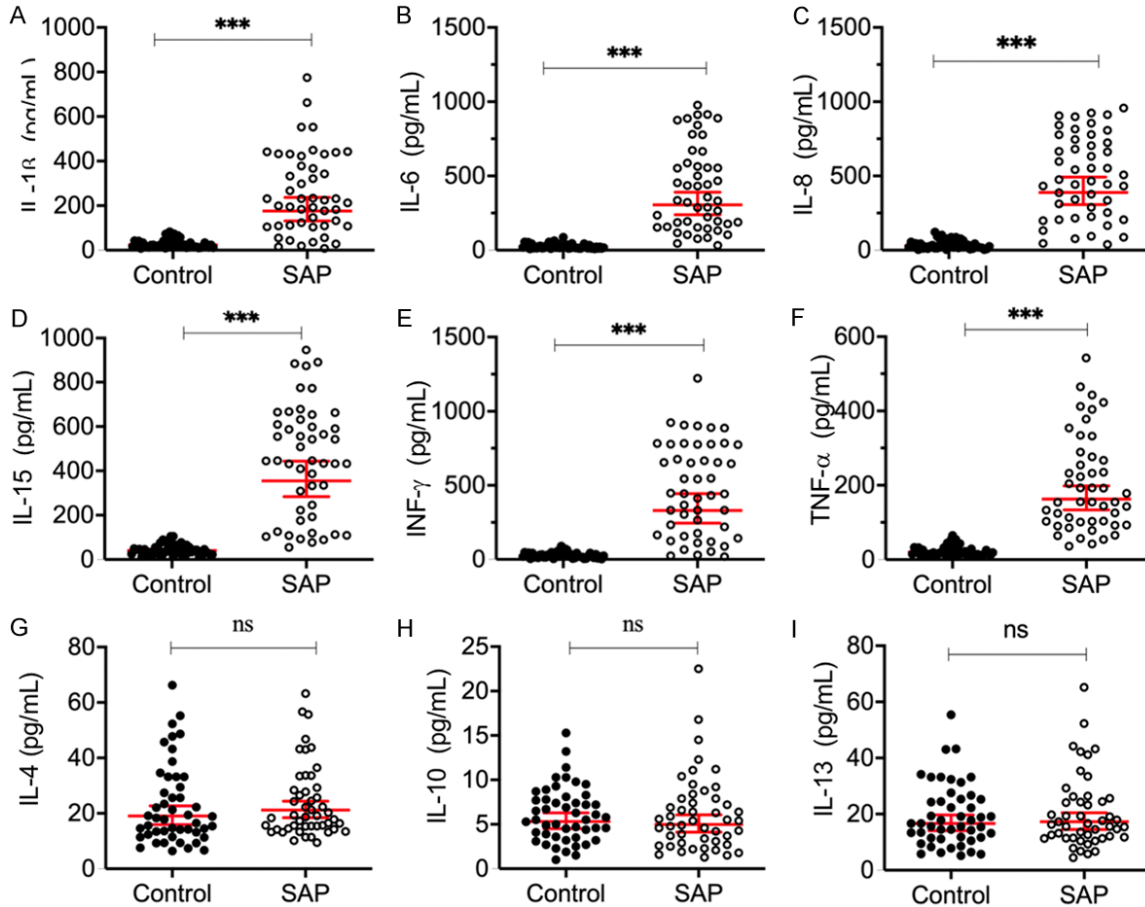 A
1000
800
600
400
200
0
***
Control
SAP
B
IL-6 (pg/mL)
1500
1000
500
0
***
Control
SAP
C
IL-8 (pg/mL)
1500
1000
500
0
***
Control
SAP
D
IL-15 (pg/mL)
1000
800
600
400
200
0
***
Control
SAP
E
INF-γ (pg/mL)
1500
1000
500
0
***
Control
SAP
F
TNF-α (pg/mL)
600
400
200
0
***
Control
SAP
G
IL-4 (pg/mL)
80
60
40
20
0
ns
Control
SAP
H
IL-10 (pg/mL)
25
20
15
10
5
0
ns
Control
SAP
I
IL-13 (pg/mL)
80
60
40
20
0
ns
Control
SAP